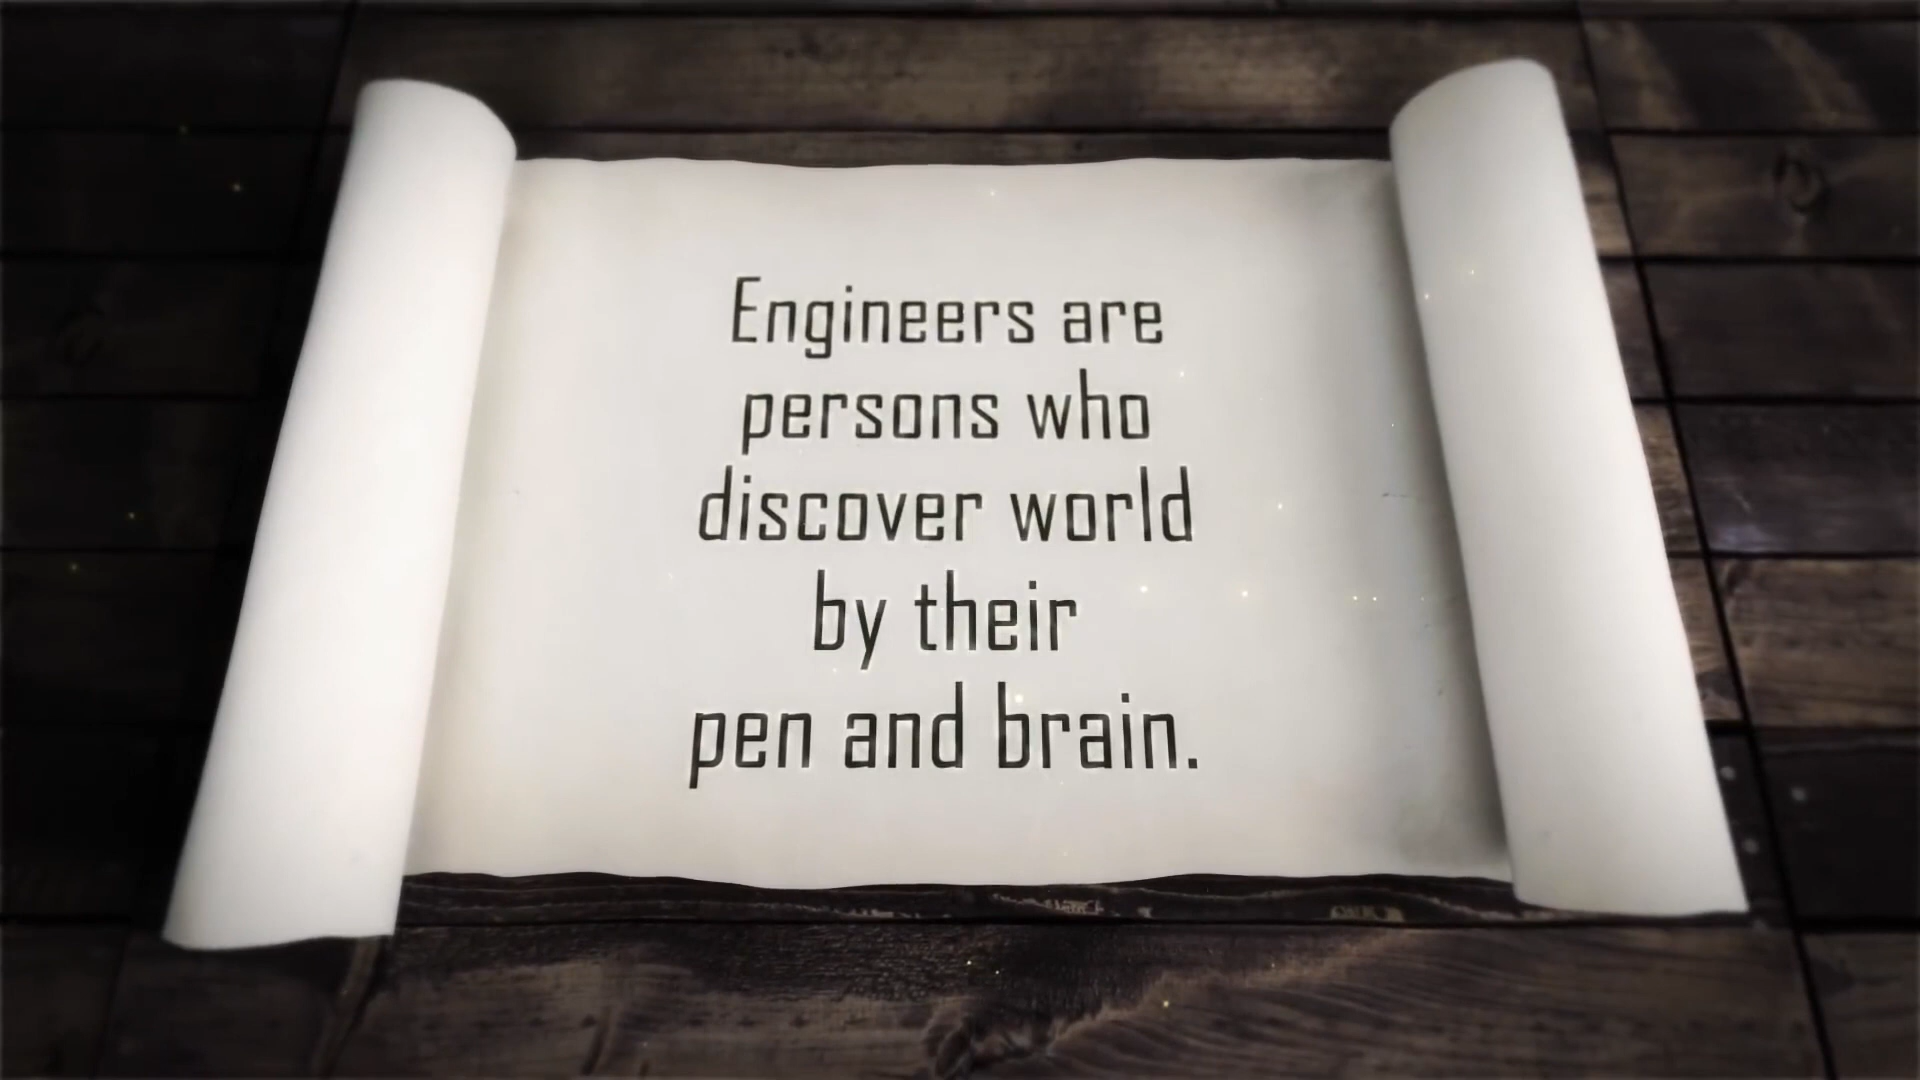 Engineers are
persons who
discover world
by their
pen and brain.